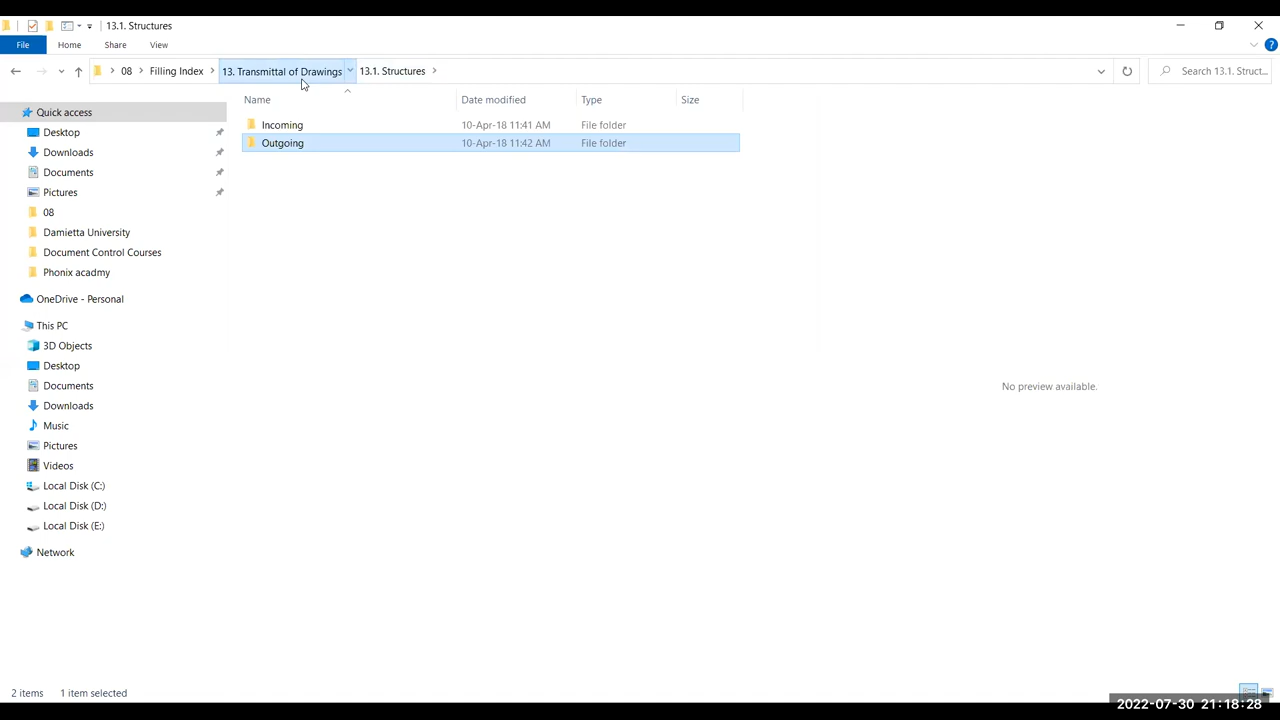 13.1. Structures
File
Home
Share
View
08
Filling Index
13. Transmittal of Drawings
13.1. Structures
Search 13.1. Struct...
Name
Date modified
Type
Size
Incoming
10-Apr-18 11:41 AM
File folder
Outgoing
10-Apr-18 11:42 AM
File folder
Quick access
Desktop
Downloads
Documents
Pictures
08
Damietta University
Document Control Courses
Phonix acadmy
OneDrive - Personal
This PC
3D Objects
Desktop
Documents
Downloads
Music
Pictures
Videos
Local Disk (C:)
Local Disk (D:)
Local Disk (E:)
Network
No preview available.
2 items
1 item selected
2022-07-30 21:18:28